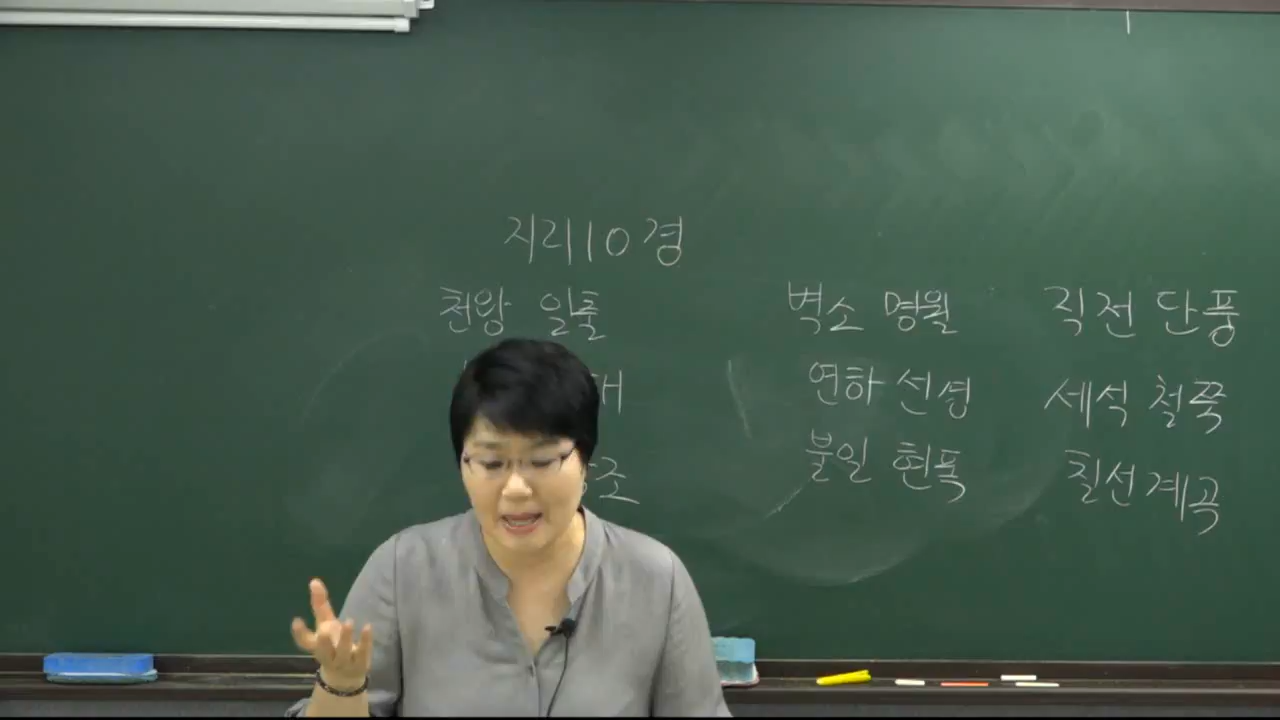 지리10경
천왕 일출
벽소 명월
연하 선경
불일 현폭
직전 단풍
세석 철쭉
칠선계곡